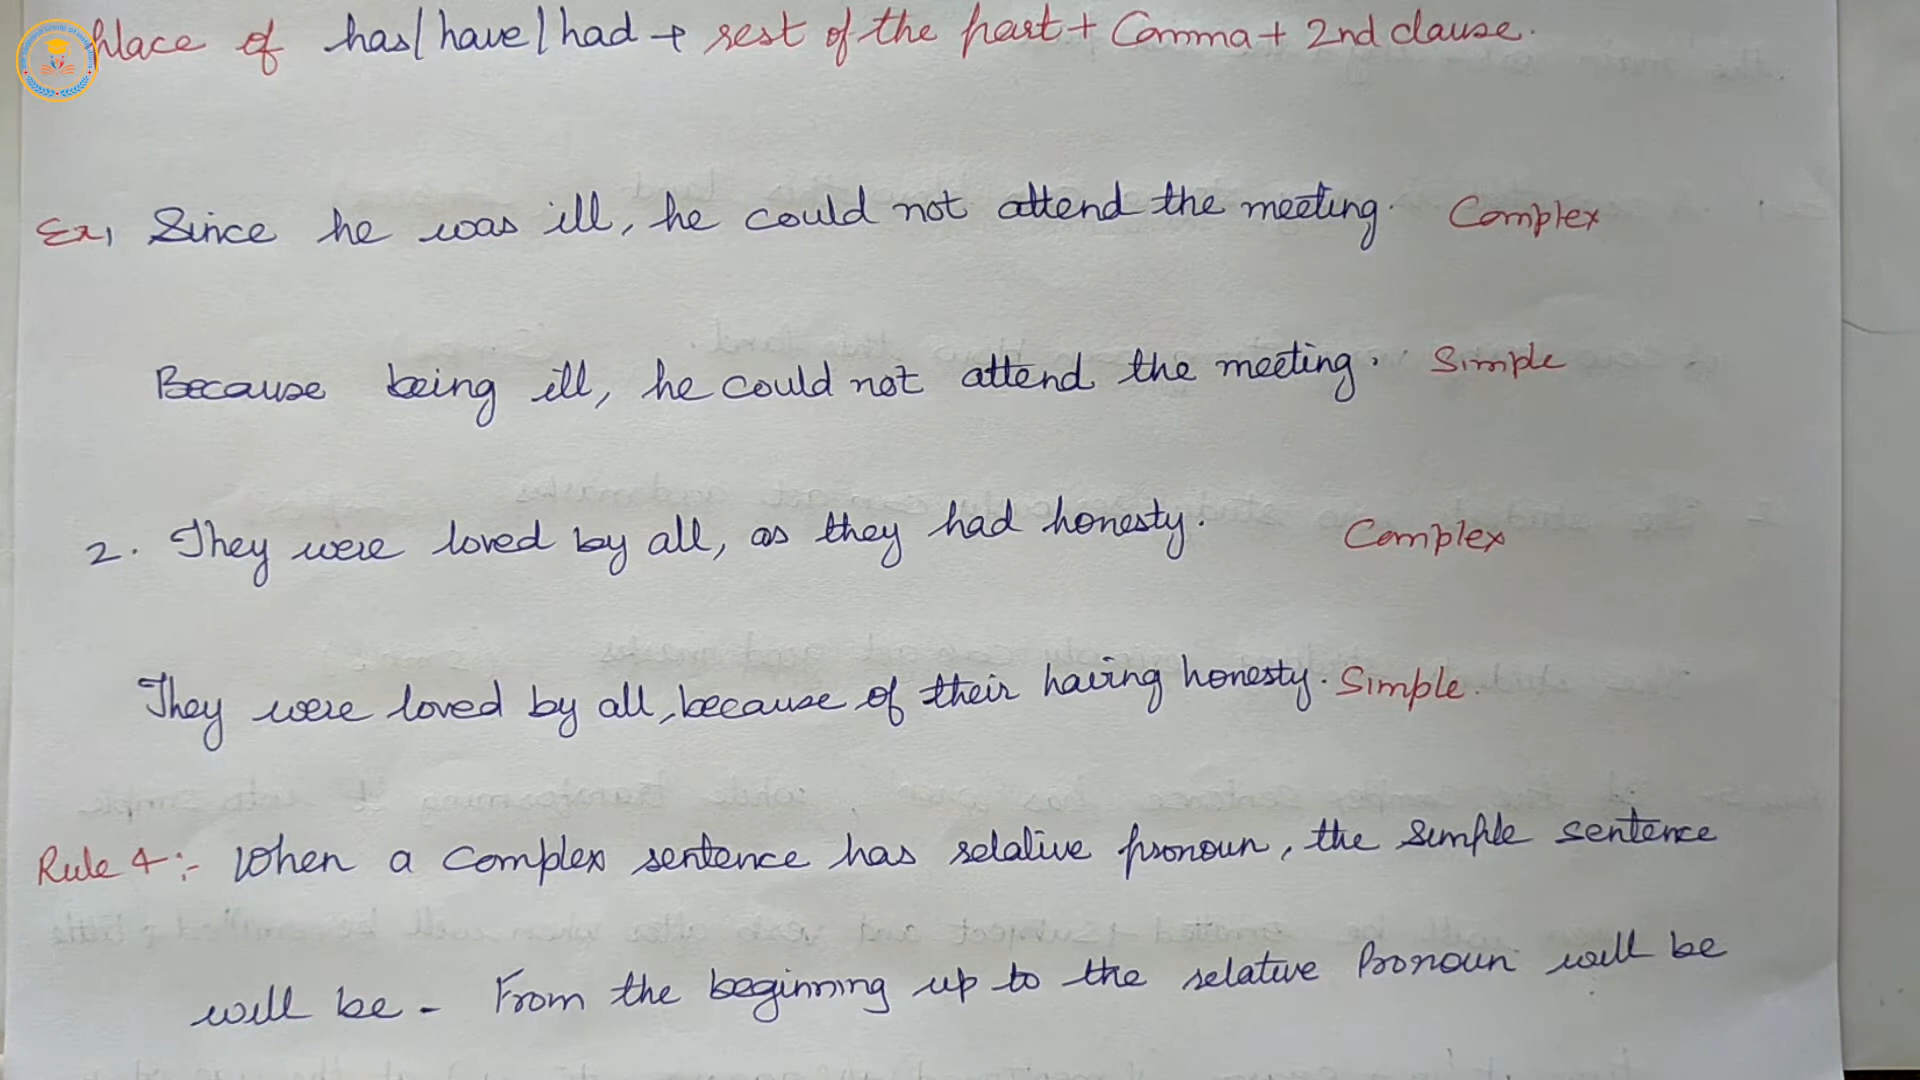 place of has/have/had + rest of the part + Comma + 2nd clause.
Ex, Since he was ill, he could not attend the meeting. Complex
Because being ill, he could not attend the meeting. Simple
2. They were loved by all, as they had honesty. Complex
They were loved by all, because of their having honesty. Simple.
Rule 4:- When a complex sentence has relative pronoun, the simple sentence
will be - From the beginning up to the relative Pronoun will be